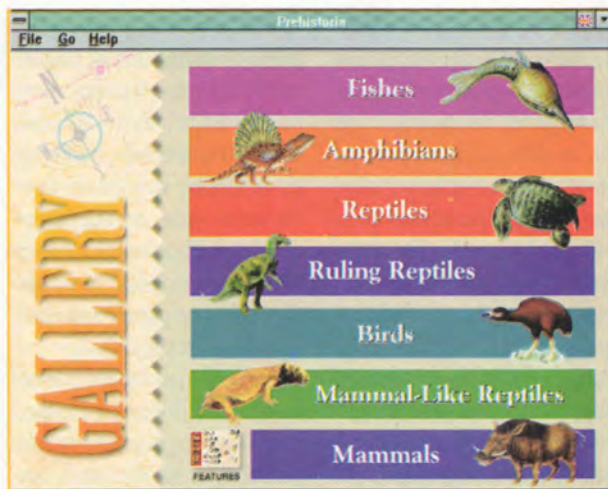 Prehistoria
File Go Help
GALLERY
Fishes
Amphibians
Reptiles
Ruling Reptiles
Birds
Mammal-Like Reptiles
Mammals
FEATURES